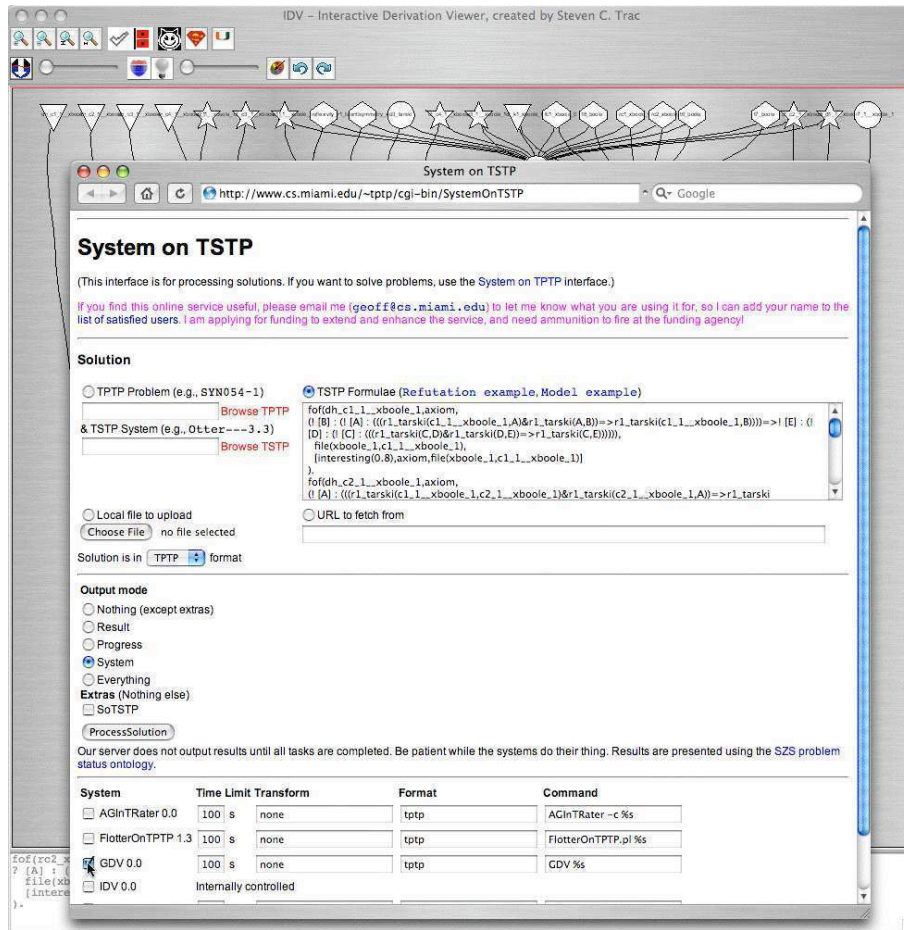 IDV - Interactive Derivation Viewer, created by Steven C. Trac
System on TSTP
http://www.cs.miami.edu/~tptp/cgi-bin/SystemOnTSTP
Google
System on TSTP
(This interface is for processing solutions. If you want to solve problems, use the System on TPTP interface.)
If you find this online service useful, please email me (geoff@cs.miami.edu) to let me know what you are using it for, so I can add your name to the
list of satisfied users. I am applying for funding to extend and enhance the service, and need ammunition to fire at the funding agency!
Solution
TPTP Problem (e.g., SYN054-1)
Browse TPTP
& TSTP System (e.g., Otter---3.3)
Browse TSTP
TSTP Formulae (Refutation example, Model example)
fof(dh_c1_1__xboole_1,axiom,
(! [B] : (! [A] : (((r1_tarski(c1_1__xboole_1,A)&r1_tarski(A,B))=>r1_tarski(c1_1__xboole_1,B))))=>! [E] : (!
[D] : (! [C] : (((r1_tarski(C,D)&r1_tarski(D,E))=>r1_tarski(C,E)))))),
file(xboole_1,c1_1__xboole_1),
[interesting(0.8),axiom,file(xboole_1,c1_1__xboole_1)]
).
fof(dh_c2_1__xboole_1,axiom,
(! [A] : (((r1_tarski(c1_1__xboole_1,c2_1__xboole_1)&r1_tarski(c2_1__xboole_1,A))=>r1_tarski
Local file to upload
Choose File no file selected
URL to fetch from
Solution is in TPTP format
Output mode
Nothing (except extras)
Result
Progress
System
Everything
Extras (Nothing else)
SoTSTP
ProcessSolution
Our server does not output results until all tasks are completed. Be patient while the systems do their thing. Results are presented using the SZS problem
status ontology.
System Time Limit Transform Format Command
AGInTRater 0.0 100 s none tptp AGInTRater -c %s
FlotterOnTPTP 1.3 100 s none tptp FlotterOnTPTP.pl %s
GDV 0.0 100 s none tptp GDV %s
IDV 0.0 Internally controlled
fof(rc2_x
? [A] : (
file(xb
[intere
).